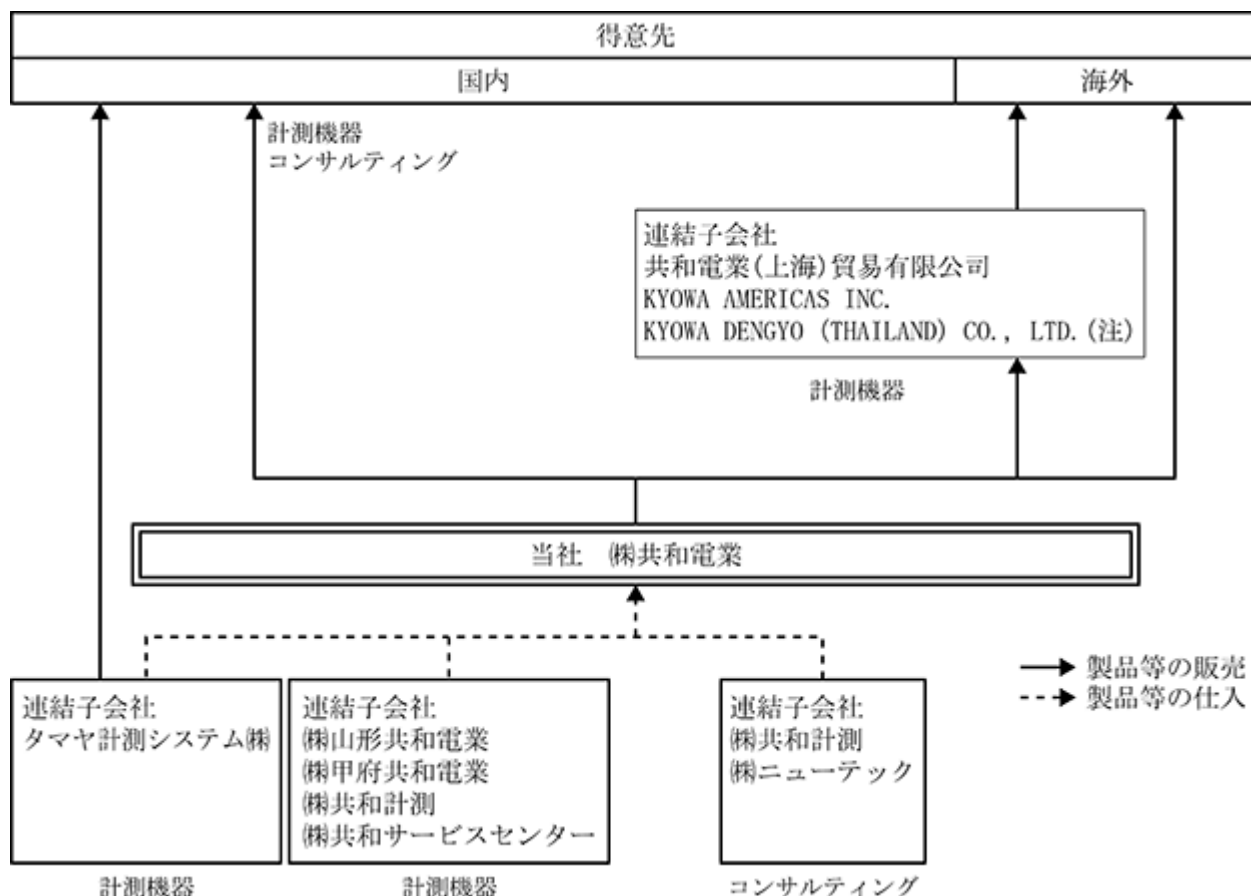 得意先
国内
海外
計測機器
コンサルティング
連結子会社
共和電業(上海)貿易有限公司
KYOWA AMERICAS INC.
KYOWA DENGYO (THAILAND) CO., LTD.(注)
計測機器
当社　㈱共和電業
製品等の販売
製品等の仕入
連結子会社
タマヤ計測システム㈱
計測機器
連結子会社
㈱山形共和電業
㈱甲府共和電業
㈱共和計測
㈱共和サービスセンター
計測機器
連結子会社
㈱共和計測
㈱ニューテック
コンサルティング